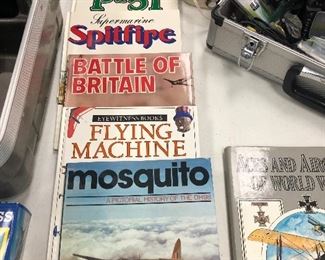 past
Supermarine
Spitfire
BATTLE OF
BRITAIN
EYEWITNESS BOOKS
FLYING
MACHINE
mosquito
A PICTORIAL HISTORY OF THE DH98
ACES AND
OF WORLD